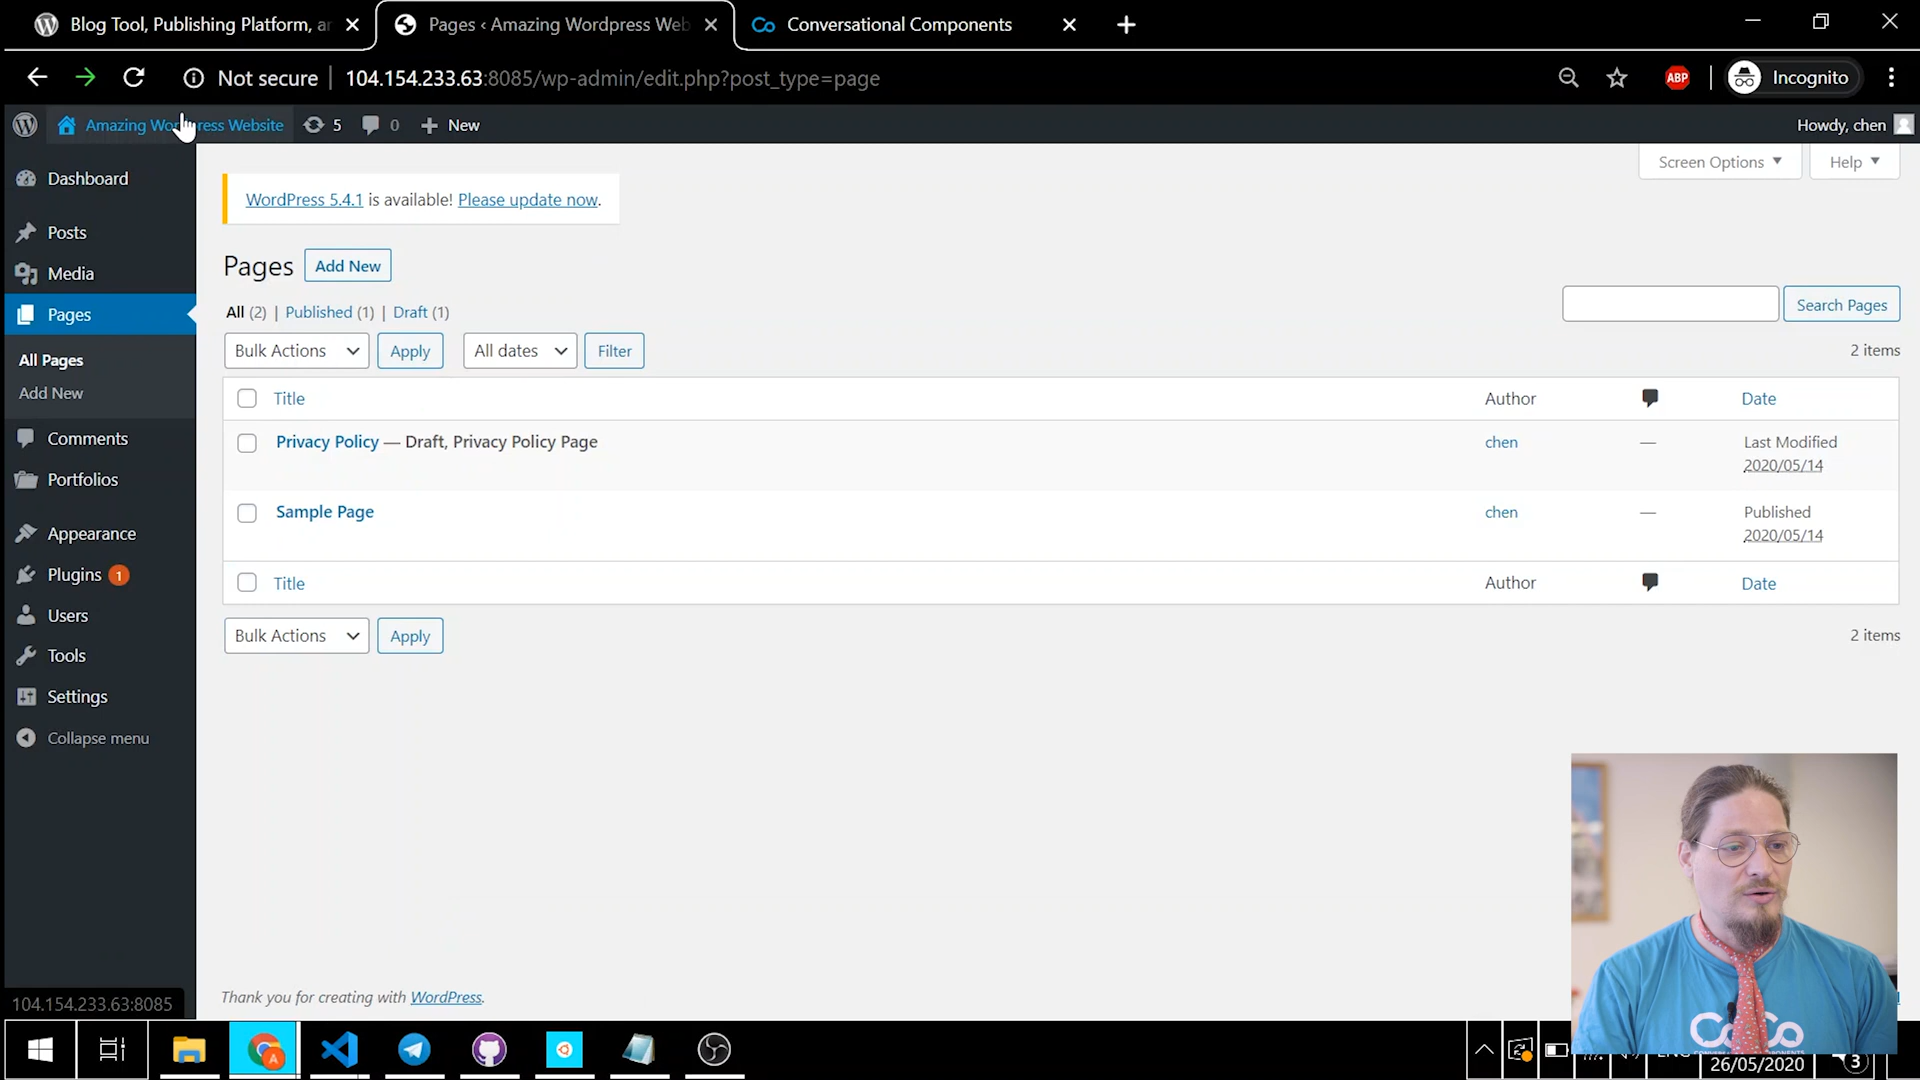 Blog Tool, Publishing Platform, ar
Pages ‹ Amazing Wordpress Web
Conversational Components
Not secure
104.154.233.63:8085/wp-admin/edit.php?post_type=page
ABP
Incognito
Amazing WordPress Website
5
0
New
Howdy, chen
Dashboard
Posts
Media
Pages
All Pages
Add New
Comments
Portfolios
Appearance
Plugins 1
Users
Tools
Settings
Collapse menu
Screen Options
Help
WordPress 5.4.1 is available! Please update now.
Pages Add New
All (2) | Published (1) | Draft (1)
Search Pages
Bulk Actions Apply All dates Filter
2 items
Title Author Date
Privacy Policy — Draft, Privacy Policy Page chen — Last Modified
2020/05/14
Sample Page chen — Published
2020/05/14
Title Author Date
Bulk Actions Apply
2 items
Thank you for creating with WordPress.
104.154.233.63:8085
CoCo
26/05/2020
3